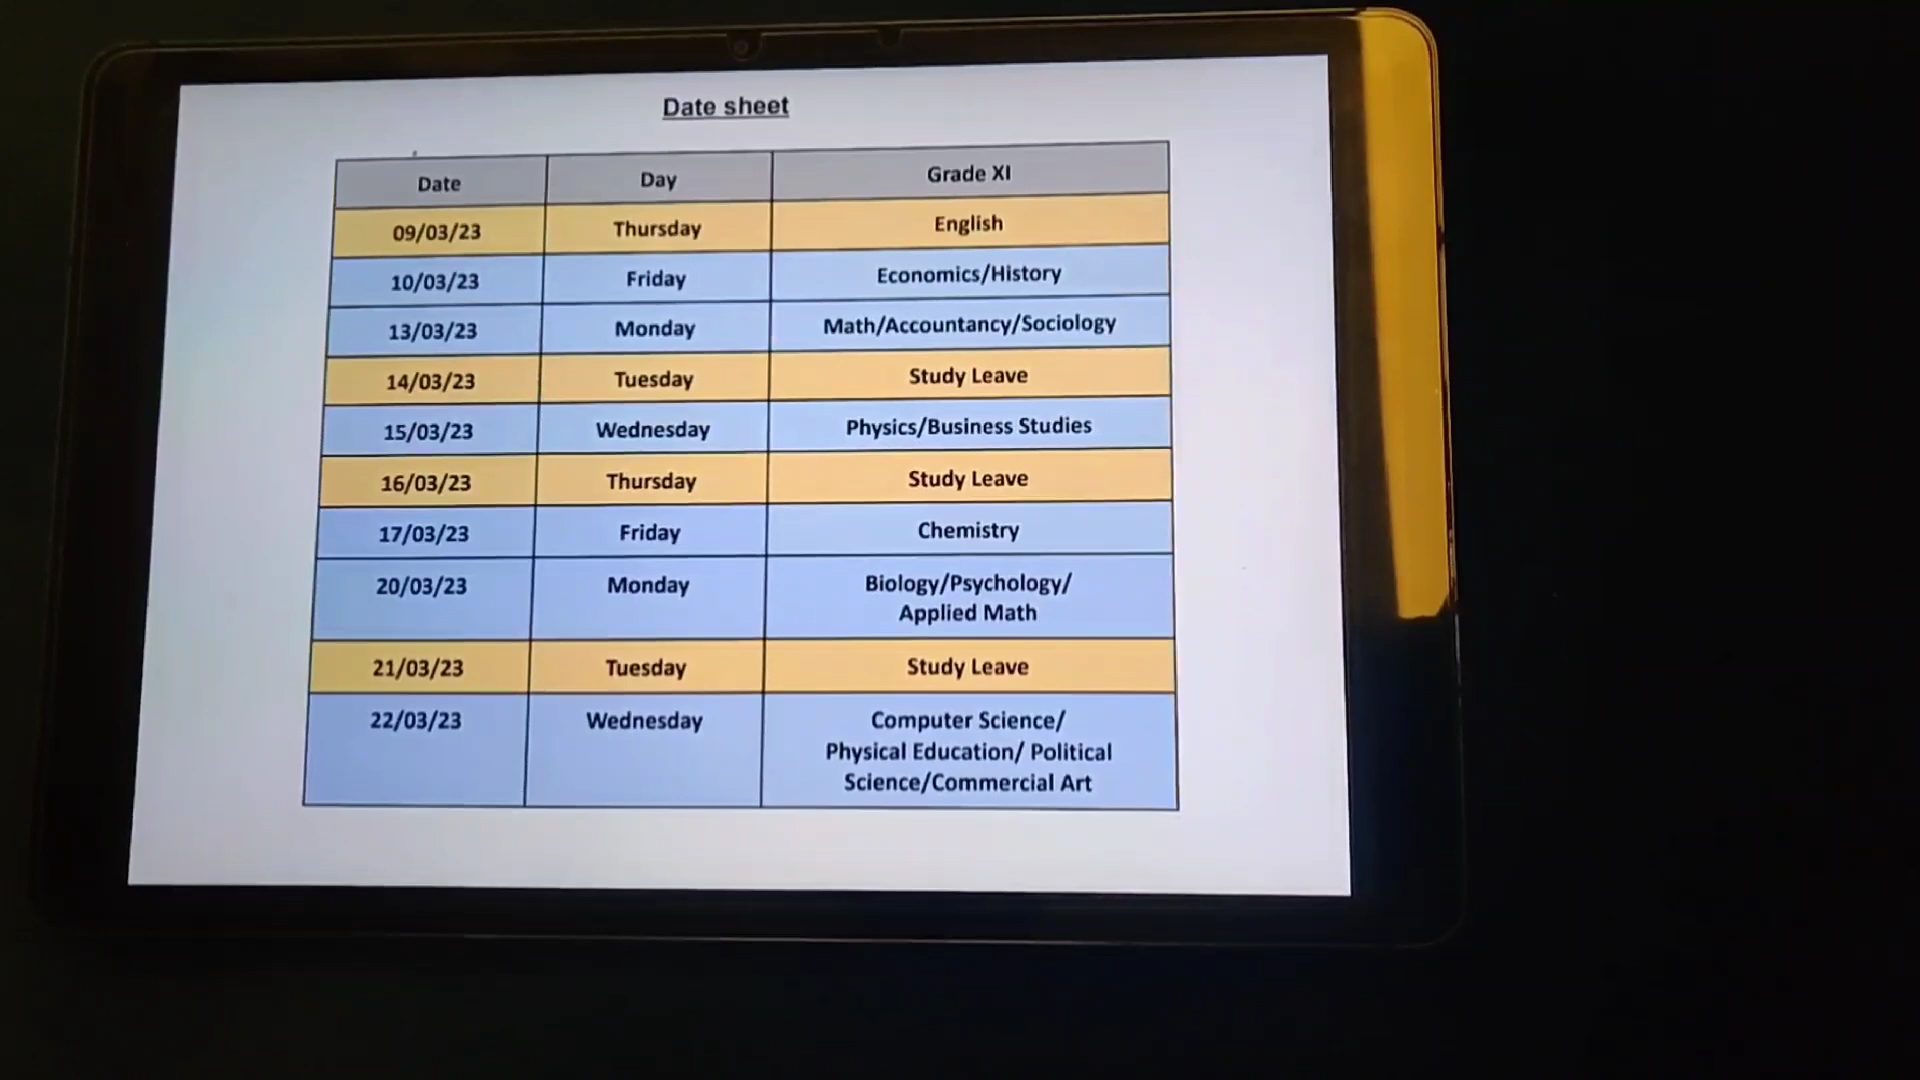 Date sheet
Date Day Grade XI
09/03/23 Thursday English
10/03/23 Friday Economics/History
13/03/23 Monday Math/Accountancy/Sociology
14/03/23 Tuesday Study Leave
15/03/23 Wednesday Physics/Business Studies
16/03/23 Thursday Study Leave
17/03/23 Friday Chemistry
20/03/23 Monday Biology/Psychology/
Applied Math
21/03/23 Tuesday Study Leave
22/03/23 Wednesday Computer Science/
Physical Education/ Political
Science/Commercial Art